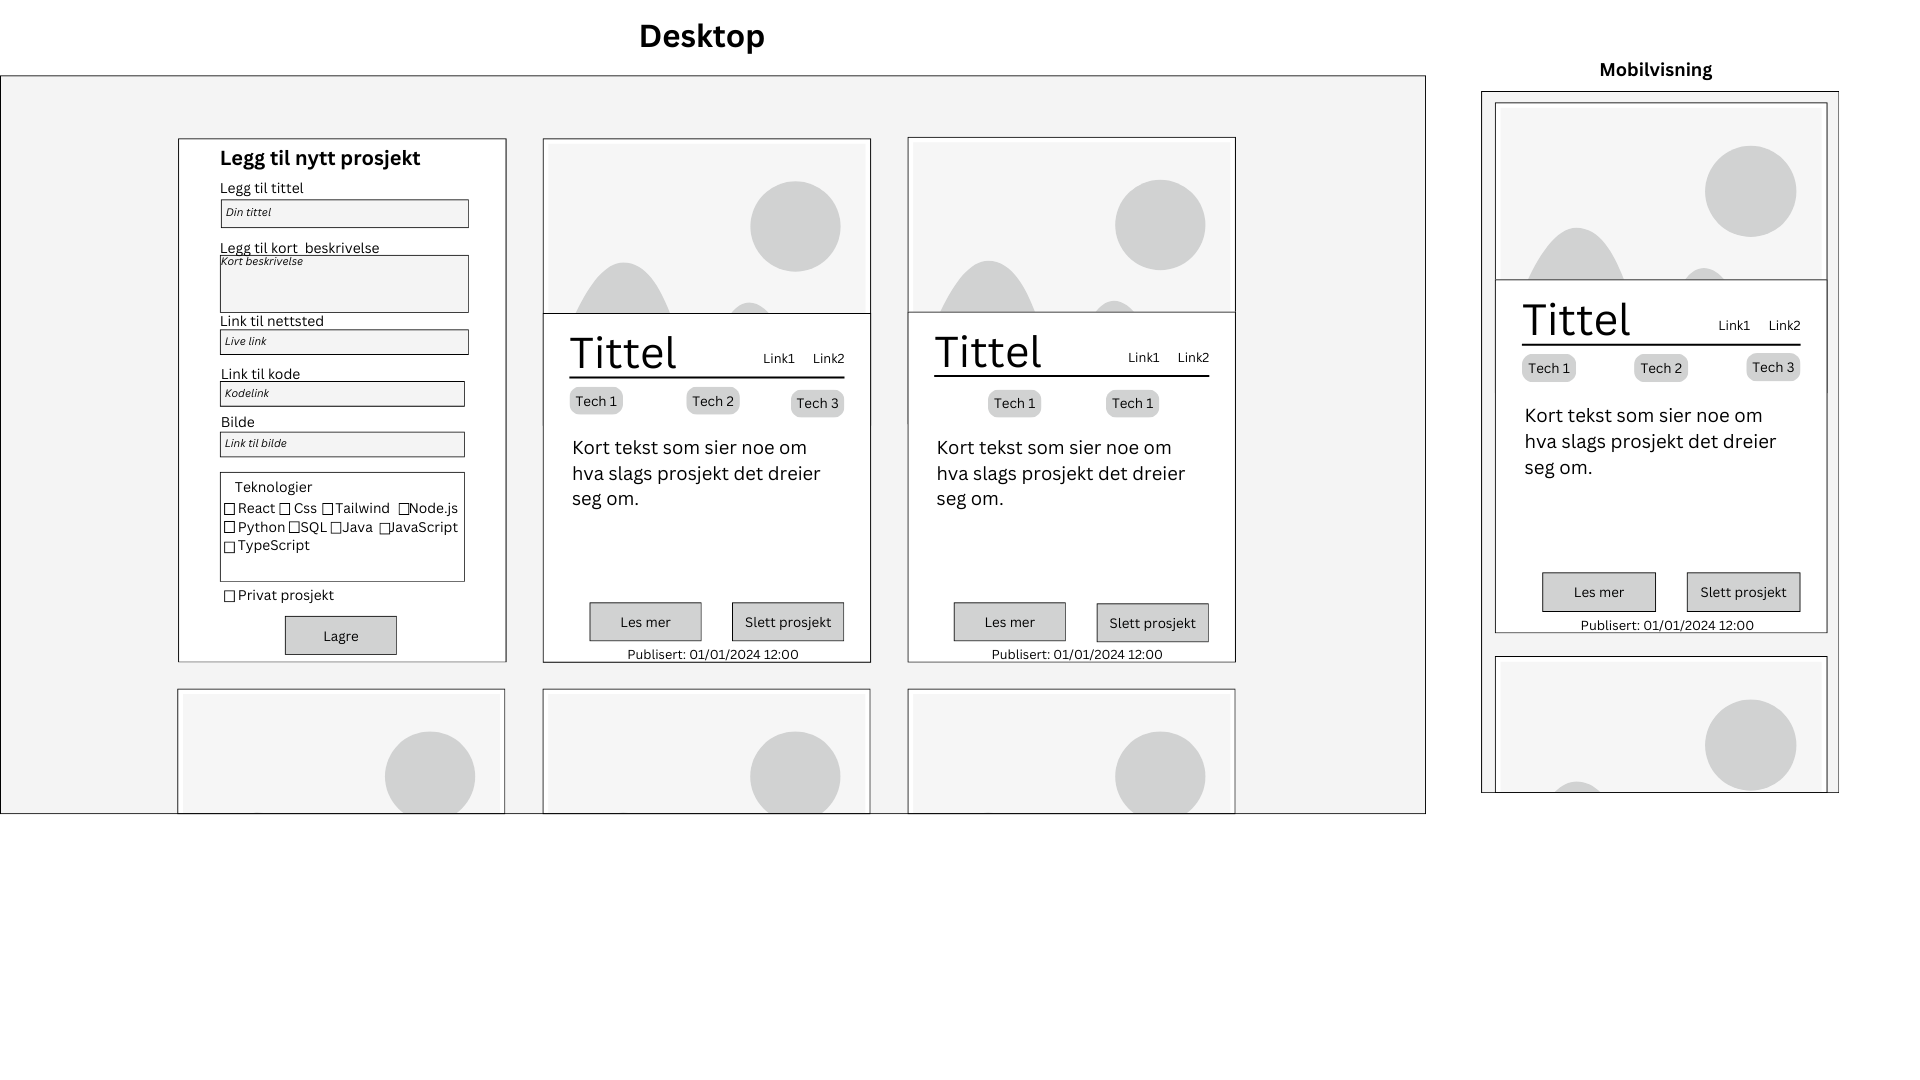 Desktop
Mobilvisning
Legg til nytt prosjekt
Legg til tittel
Din tittel
Legg til kort beskrivelse
Kort beskrivelse
Link til nettsted
Live link
Link til kode
Kodelink
Bilde
Link til bilde
Teknologier
React Css Tailwind Node.js
Python SQL Java JavaScript
TypeScript
Privat prosjekt
Lagre
Tittel Link1 Link2
Tech 1 Tech 2 Tech 3
Kort tekst som sier noe om
hva slags prosjekt det dreier
seg om.
Les mer Slett prosjekt
Publisert: 01/01/2024 12:00
Tittel Link1 Link2
Tech 1 Tech 1
Kort tekst som sier noe om
hva slags prosjekt det dreier
seg om.
Les mer Slett prosjekt
Publisert: 01/01/2024 12:00
Tittel Link1 Link2
Tech 1 Tech 2 Tech 3
Kort tekst som sier noe om
hva slags prosjekt det dreier
seg om.
Les mer Slett prosjekt
Publisert: 01/01/2024 12:00